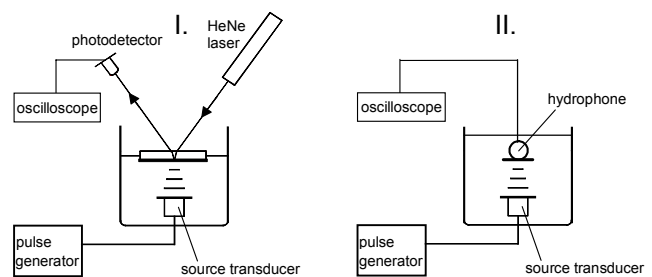 I.
HeNe
laser
photodetector
oscilloscope
pulse
generator
source transducer
II.
oscilloscope
hydrophone
pulse
generator
source transducer